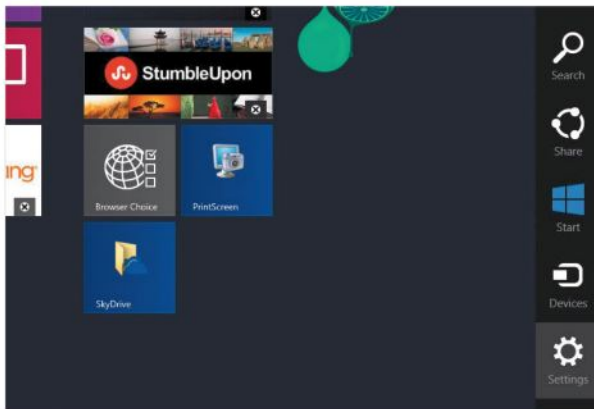 StumbleUpon
ing
Browser Choice
PrintScreen
SkyDrive
Search
Share
Start
Devices
Settings